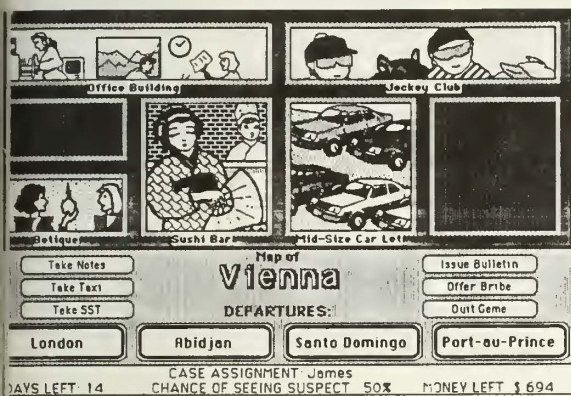 Office Building
Jockey Club
Botique
Sushi Bar
Mid-Size Car Lot
Map of
Vienna
Take Notes
Take Taxi
Take SST
DEPARTURES:
Issue Bulletin
Offer Bribe
Quit Game
London
Abidjan
Santo Domingo
Port-au-Prince
CASE ASSIGNMENT: James
DAYS LEFT: 14 CHANCE OF SEEING SUSPECT 50% MONEY LEFT $694